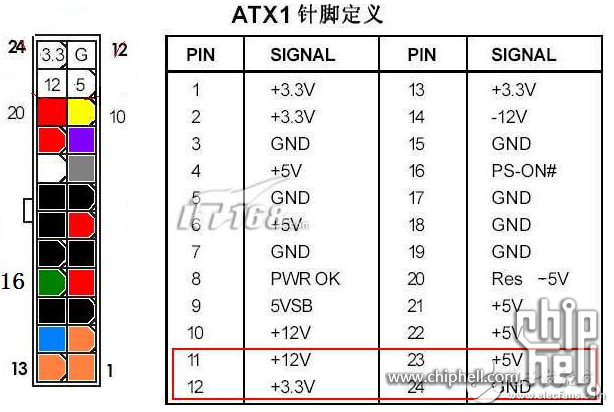 ATX1 针脚定义
24 3.3 G 12
12 5
20 10
16
13 1
PIN SIGNAL PIN SIGNAL
1 +3.3V 13 +3.3V
2 +3.3V 14 -12V
3 GND 15 GND
4 +5V 16 PS-ON#
5 GND 17 GND
6 +5V 18 GND
7 GND 19 GND
8 PWR OK 20 Res -5V
9 5VSB 21 +5V
10 +12V 22 +5V
11 +12V 23 +5V
12 +3.3V 24 GND
IT168.com
chip
hell
www.chiphell.com
elecfans.com